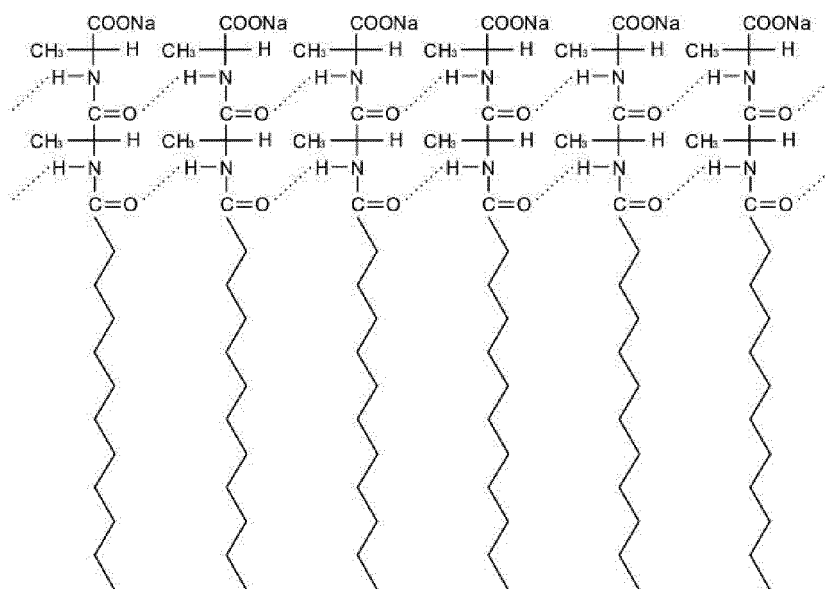 COONa COONa COONa COONa COONa COONa
CH₃ H CH₃ H CH₃ H CH₃ H CH₃ H CH₃ H
H–N H–N H–N H–N H–N H–N
C=O C=O C=O C=O C=O C=O
CH₃ H CH₃ H CH₃ H CH₃ H CH₃ H CH₃ H
H–N H–N H–N H–N H–N H–N
C=O C=O C=O C=O C=O C=O